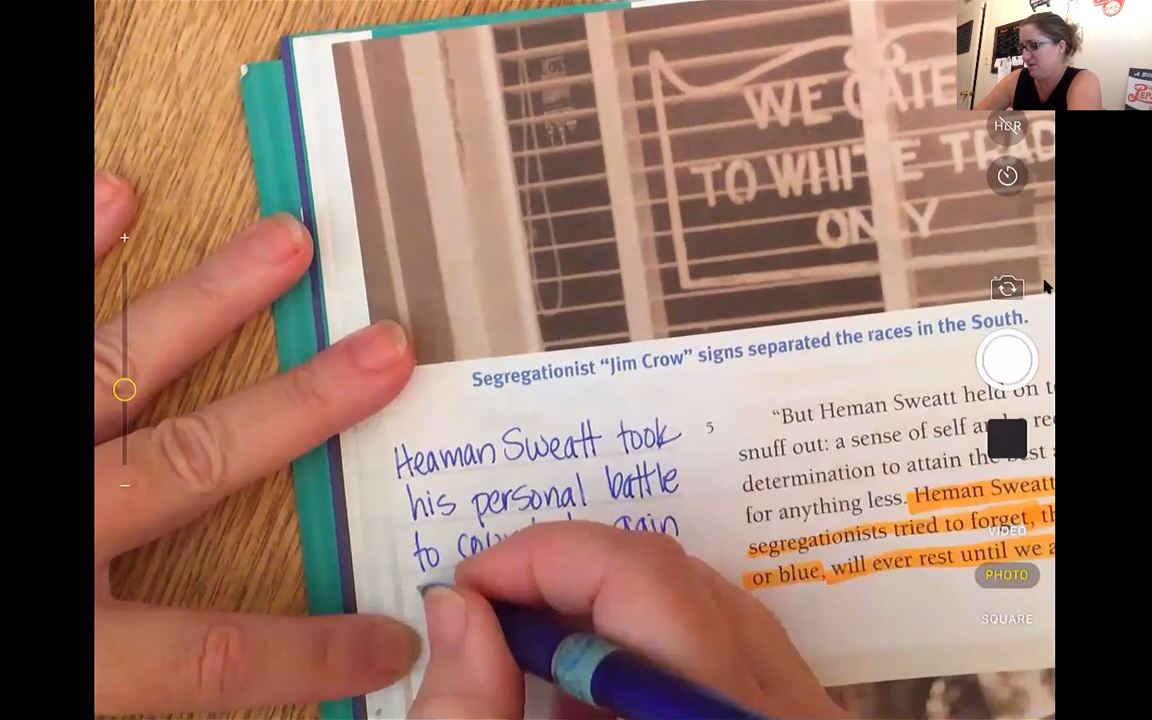 WE CATE
TO WHITE TRAD
ONLY
HDR
Segregationist “Jim Crow” signs separated the races in the South.
Heaman Sweatt took
his personal battle
to
5
“But Heman Sweatt held on t
snuff out: a sense of self a re
determination to attain the best a
for anything less. Heman Sweatt
segregationists tried to forget, th
or blue, will ever rest until we a
VIDEO
PHOTO
SQUARE